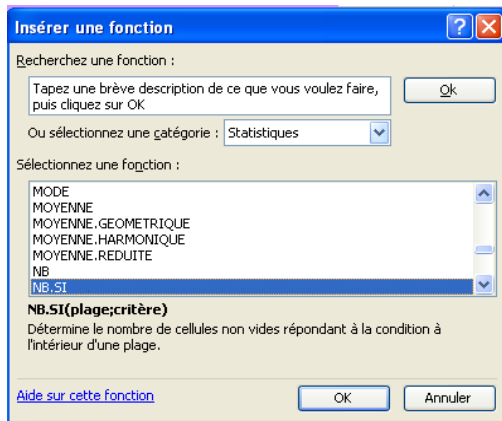 Insérer une fonction
Recherchez une fonction :
Tapez une brève description de ce que vous voulez faire,
puis cliquez sur OK
Ok
Ou sélectionnez une catégorie : Statistiques
Sélectionnez une fonction :
MODE
MOYENNE
MOYENNE.GEOMETRIQUE
MOYENNE.HARMONIQUE
MOYENNE.REDUITE
NB
NB.SI
NB.SI(plage;critère)
Détermine le nombre de cellules non vides répondant à la condition à
l'intérieur d'une plage.
Aide sur cette fonction
OK
Annuler